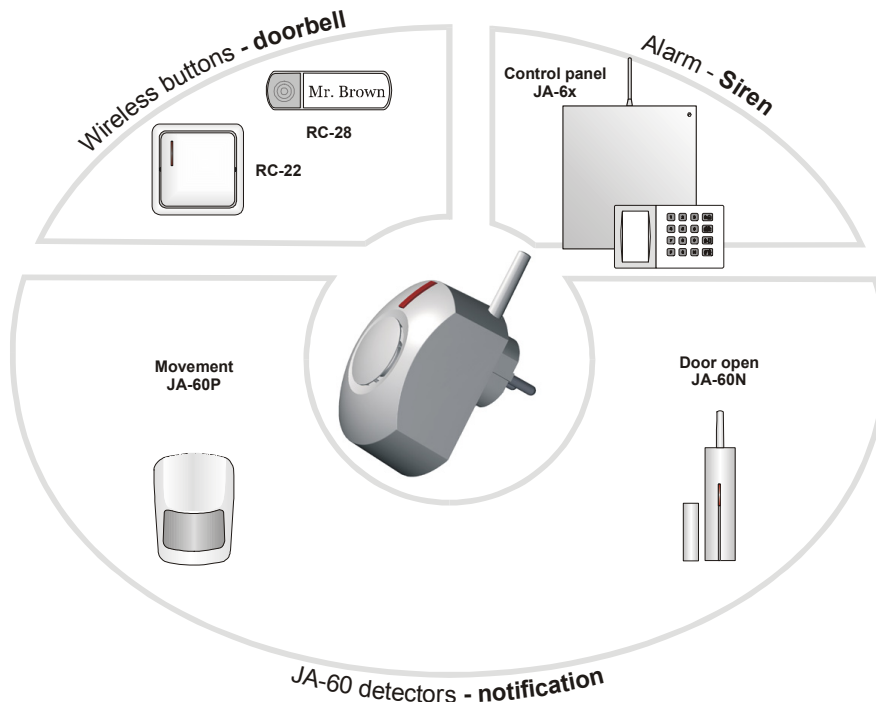 Wireless buttons - doorbell
Mr. Brown
RC-28
RC-22
Alarm - Siren
Control panel
JA-6x
Movement
JA-60P
Door open
JA-60N
JA-60 detectors - notification